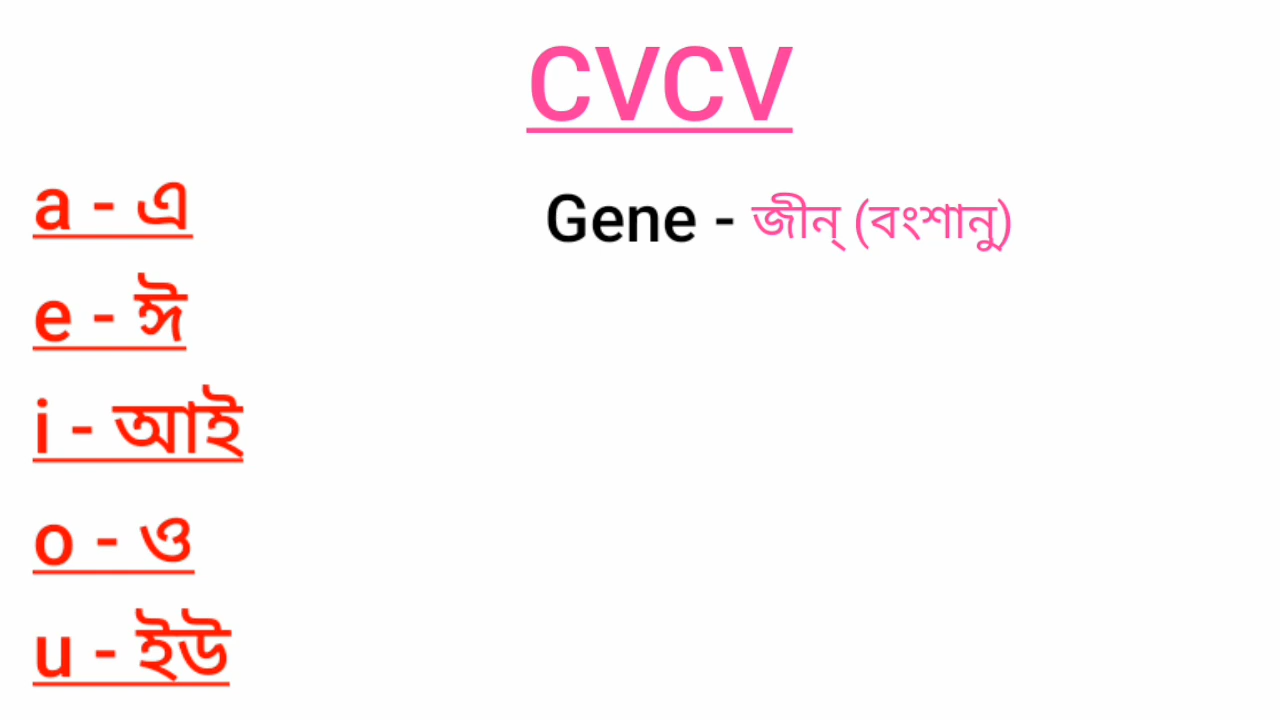 CVCV
a - এ
Gene - জীন্ (বংশানু)
e - ঈ
i - আই
o - ও
u - ইউ